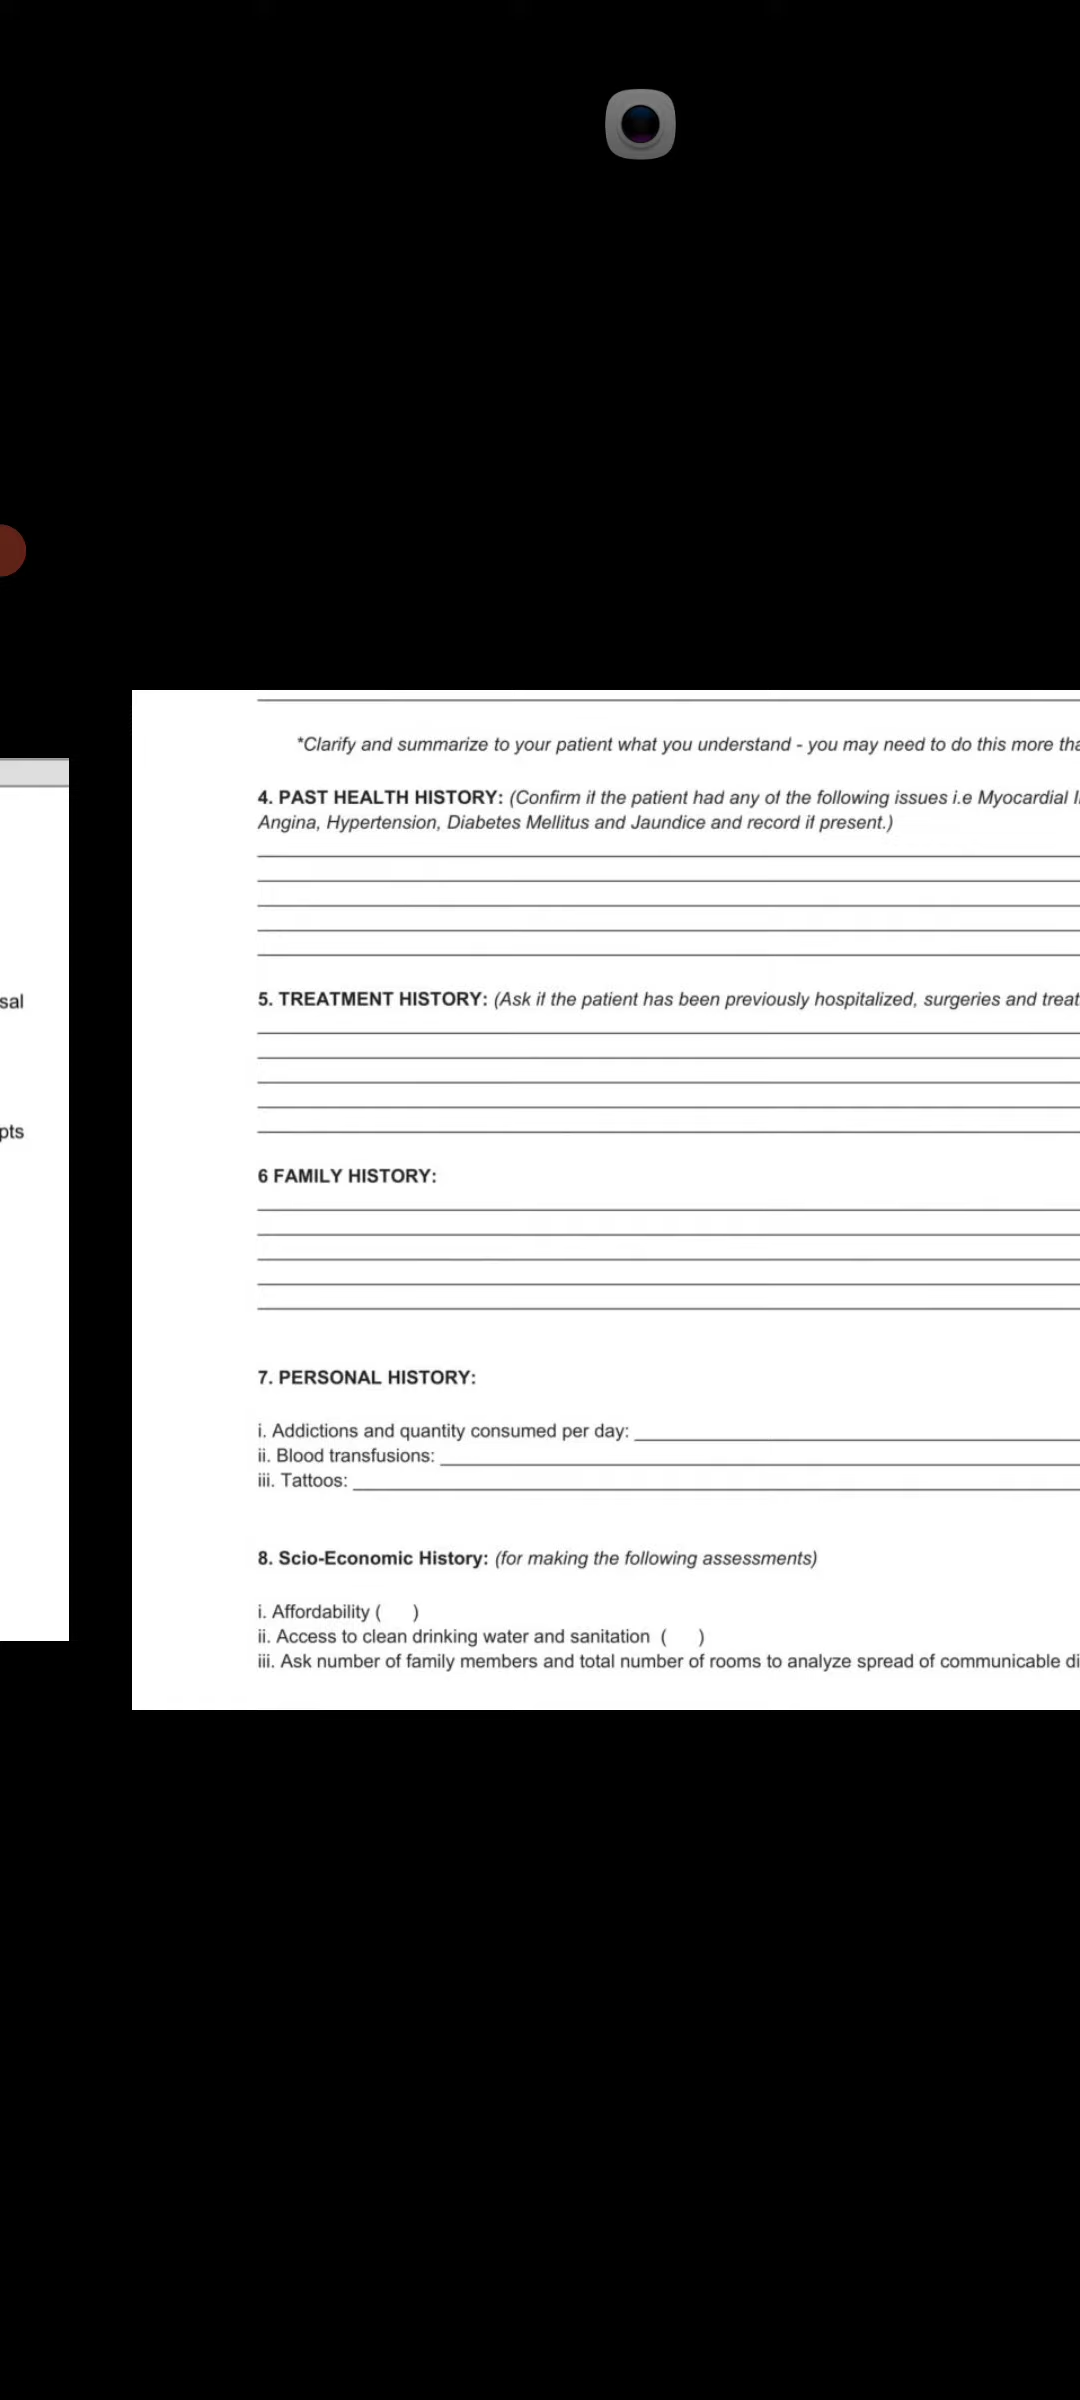 sal
pts
*Clarify and summarize to your patient what you understand - you may need to do this more
4. PAST HEALTH HISTORY: (Confirm if the patient had any of the following issues i.e Myocardial
Angina, Hypertension, Diabetes Mellitus and Jaundice and record if present.)
5. TREATMENT HISTORY: (Ask if the patient has been previously hospitalized, surgeries and treat
6 FAMILY HISTORY:
7. PERSONAL HISTORY:
i. Addictions and quantity consumed per day:
ii. Blood transfusions:
iii. Tattoos:
8. Scio-Economic History: (for making the following assessments)
i. Affordability ( )
ii. Access to clean drinking water and sanitation ( )
iii. Ask number of family members and total number of rooms to analyze spread of communicable di